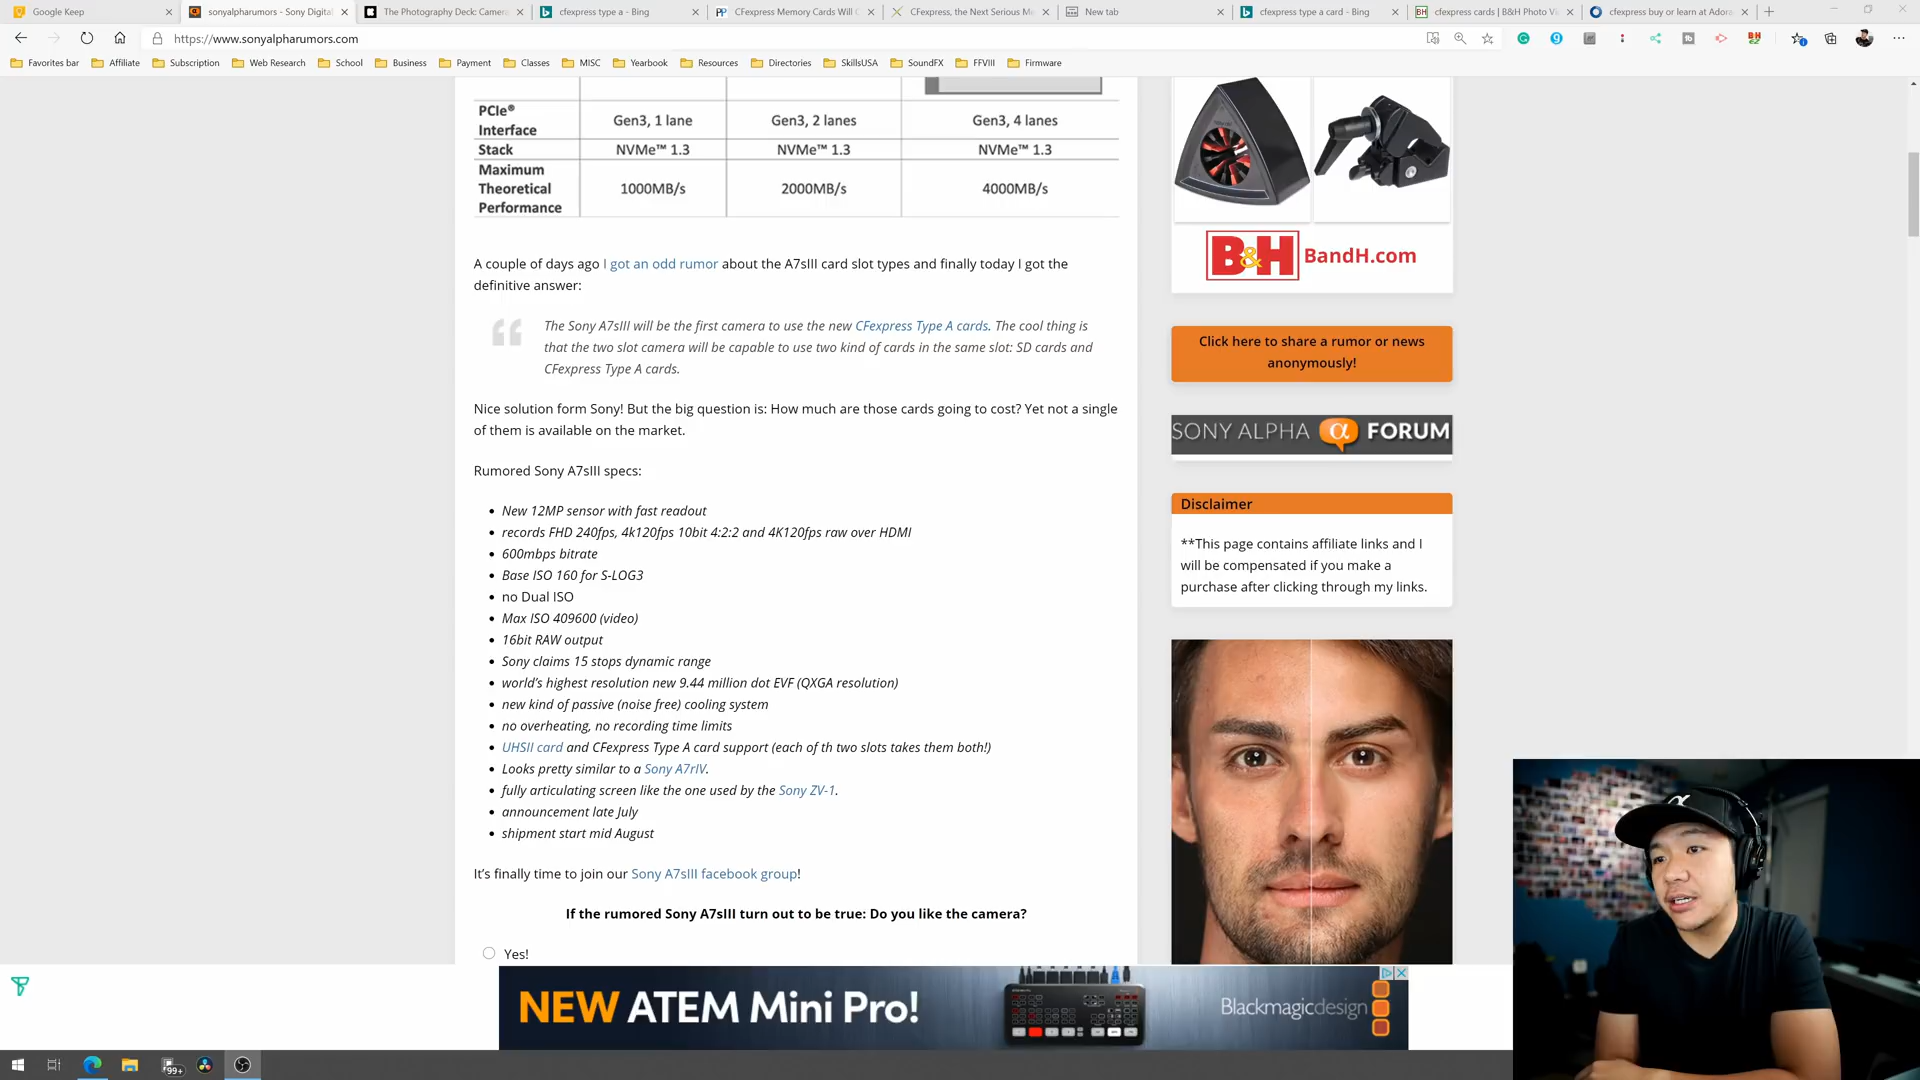 Google Keep
sonyalpharumors - Sony Digita
The Photography Deck: Camera
cfexpress type a - Bing
CFexpress Memory Cards Will C
CFexpress, the Next Serious Me
New tab
cfexpress type a card - Bing
cfexpress cards | B&H Photo Vi
cfexpress buy or learn at Adora
https://www.sonyalpharumors.com
Favorites bar
Affiliate
Subscription
Web Research
School
Business
Payment
Classes
MISC
Yearbook
Resources
Directories
SkillsUSA
SoundFX
FFVIII
Firmware
PCIe® Interface Gen3, 1 lane Gen3, 2 lanes Gen3, 4 lanes
Stack NVMe™ 1.3 NVMe™ 1.3 NVMe™ 1.3
Maximum Theoretical Performance 1000MB/s 2000MB/s 4000MB/s
A couple of days ago I got an odd rumor about the A7sIII card slot types and finally today I got the
definitive answer:
The Sony A7sIII will be the first camera to use the new CFexpress Type A cards. The cool thing is
that the two slot camera will be capable to use two kind of cards in the same slot: SD cards and
CFexpress Type A cards.
Nice solution form Sony! But the big question is: How much are those cards going to cost? Yet not a single
of them is available on the market.
Rumored Sony A7sIII specs:
• New 12MP sensor with fast readout
• records FHD 240fps, 4k120fps 10bit 4:2:2 and 4K120fps raw over HDMI
• 600mbps bitrate
• Base ISO 160 for S-LOG3
• no Dual ISO
• Max ISO 409600 (video)
• 16bit RAW output
• Sony claims 15 stops dynamic range
• world's highest resolution new 9.44 million dot EVF (QXGA resolution)
• new kind of passive (noise free) cooling system
• no overheating, no recording time limits
• UHSII card and CFexpress Type A card support (each of th two slots takes them both!)
• Looks pretty similar to a Sony A7rIV.
• fully articulating screen like the one used by the Sony ZV-1.
• announcement late July
• shipment start mid August
It's finally time to join our Sony A7sIII facebook group!
If the rumored Sony A7sIII turn out to be true: Do you like the camera?
Yes!
B&H BandH.com
Click here to share a rumor or news
anonymously!
SONY ALPHA α FORUM
Disclaimer
**This page contains affiliate links and I
will be compensated if you make a
purchase after clicking through my links.
NEW ATEM Mini Pro!
Blackmagicdesign
99+